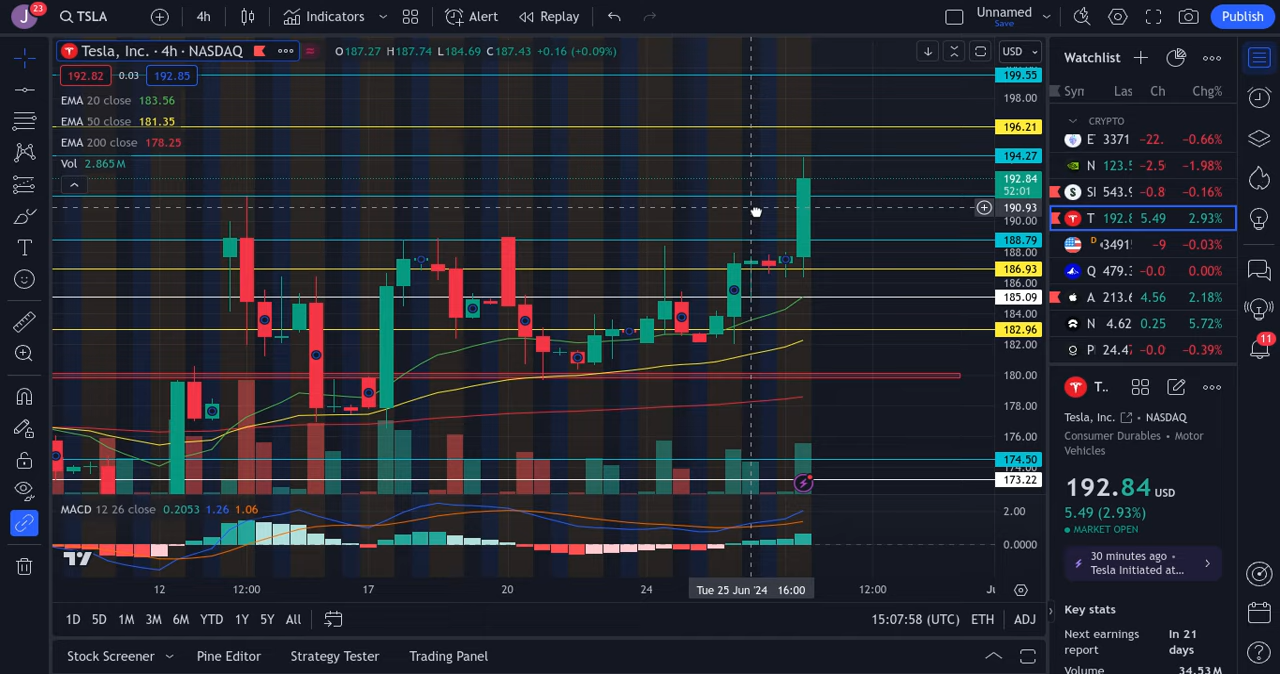 J 23 TSLA 4h Indicators Alert Replay Unnamed Save Publish
Tesla, Inc. · 4h · NASDAQ O187.27 H187.74 L184.69 C187.43 +0.16 (+0.09%) USD
192.82 0.03 192.85
EMA 20 close 183.56
EMA 50 close 181.35
EMA 200 close 178.25
Vol 2.865M
199.55
198.00
196.21
194.27
192.84
52:01
190.93
190.00
188.79
188.00
186.93
186.00
185.09
184.00
182.96
182.00
180.00
178.00
176.00
174.50
174.00
173.22
MACD 12 26 close 0.2053 1.26 1.06
2.00
0.0000
12 12:00 17 20 24 Tue 25 Jun '24 16:00 12:00 Ju
1D 5D 1M 3M 6M YTD 1Y 5Y All 15:07:58 (UTC) ETH ADJ
Stock Screener Pine Editor Strategy Tester Trading Panel
Watchlist
Syn Las Ch Chg%
CRYPTO
E 3371 −22. −0.66%
N 123.5 −2.5 −1.98%
SI 543.9 −0.8 −0.16%
T 192.8 5.49 2.93%
D 3491 −9 −0.03%
Q 479.3 −0.0 0.00%
A 213.6 4.56 2.18%
N 4.62 0.25 5.72%
P 24.4 −0.0 −0.39%
T..
Tesla, Inc. • NASDAQ
Consumer Durables • Motor
Vehicles
192.84 USD
5.49 (2.93%)
MARKET OPEN
30 minutes ago •
Tesla Initiated at...
Key stats
Next earnings In 21
report days
Volume 34.53M
11